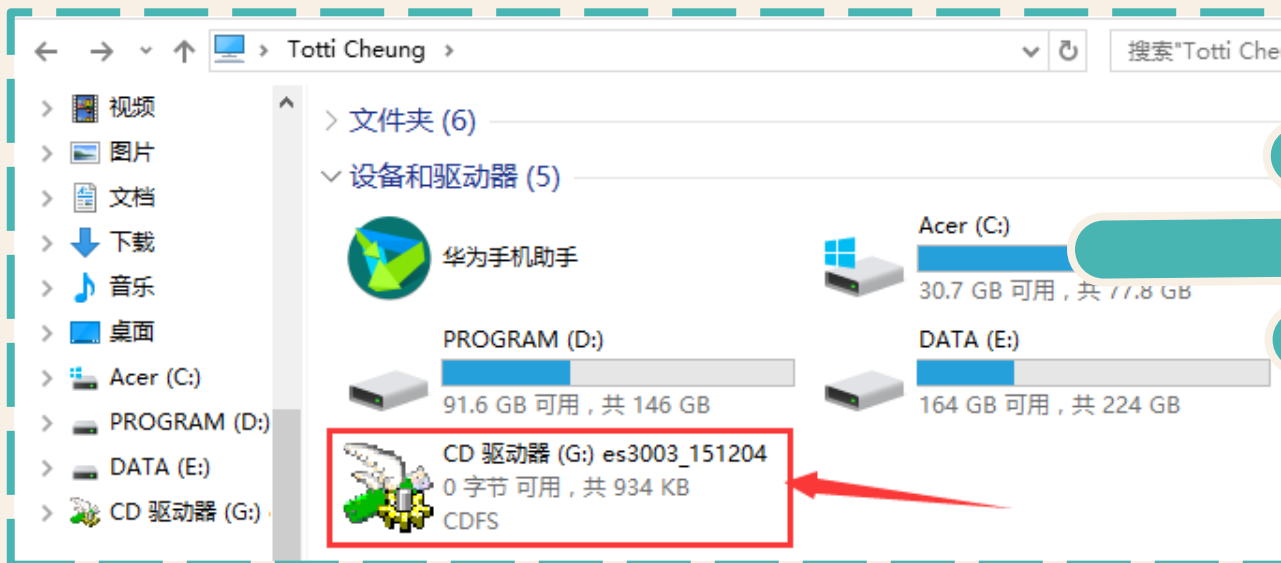 Totti Cheung
搜索"Totti Che
视频
图片
文档
下载
音乐
桌面
Acer (C:)
PROGRAM (D:)
DATA (E:)
CD 驱动器 (G:)
文件夹 (6)
设备和驱动器 (5)
华为手机助手
Acer (C:)
30.7 GB 可用，共 77.8 GB
PROGRAM (D:)
91.6 GB 可用，共 146 GB
DATA (E:)
164 GB 可用，共 224 GB
CD 驱动器 (G:) es3003_151204
0 字节 可用，共 934 KB
CDFS